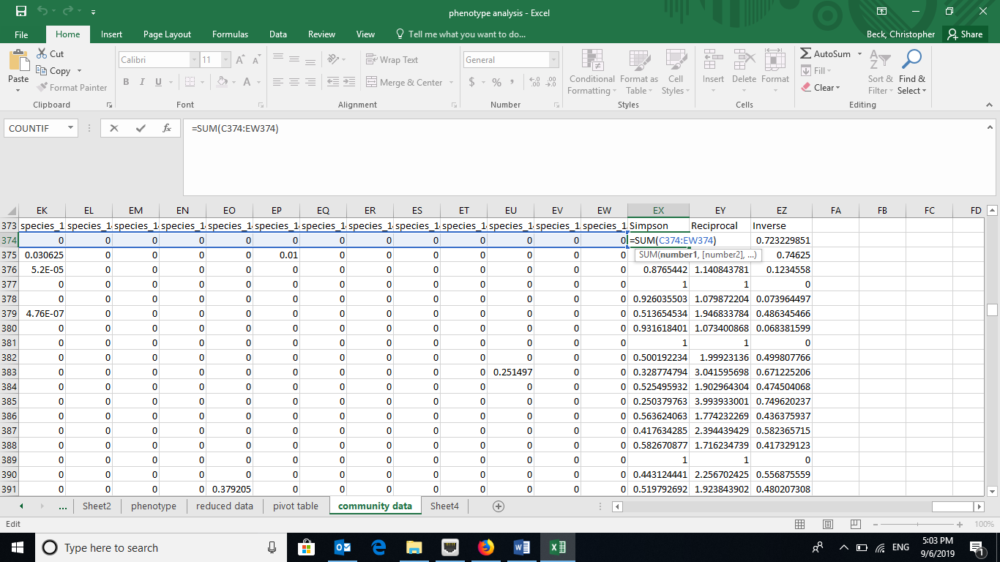 phenotype analysis - Excel
File Home Insert Page Layout Formulas Data Review View Tell me what you want to do... Beck, Christopher Share
Paste Cut Copy Format Painter
Calibri 11 B I U A A A
Wrap Text Merge & Center
General $ % , .00 .0
Conditional Formatting Format as Table Cell Styles
Insert Delete Format
AutoSum Fill Clear Sort & Filter Find & Select
Clipboard Font Alignment Number Styles Cells Editing
COUNTIF fx =SUM(C374:EW374)
EK EL EM EN EO EP EQ ER ES ET EU EV EW EX EY EZ FA FB FC FD
373 species_1 species_1 species_1 species_1 species_1 species_1 species_1 species_1 species_1 species_1 species_1 species_1 species_1 Simpson Reciprocal Inverse
374 0 0 0 0 0 0 0 0 0 0 0 0 0 =SUM(C374:EW374) 0.723229851
375 0.030625 0 0 0 0 0.01 0 0 0 0 0 0 0 SUM(number1, [number2], ...) 0.74625
376 5.2E-05 0 0 0 0 0 0 0 0 0 0 0 0 0.8765442 1.140843781 0.1234558
377 0 0 0 0 0 0 0 0 0 0 0 0 0 1 1 0
378 0 0 0 0 0 0 0 0 0 0 0 0 0 0.926035503 1.079872204 0.073964497
379 4.76E-07 0 0 0 0 0 0 0 0 0 0 0 0 0.513654534 1.946833784 0.486345466
380 0 0 0 0 0 0 0 0 0 0 0 0 0 0.931618401 1.073400868 0.068381599
381 0 0 0 0 0 0 0 0 0 0 0 0 0 1 1 0
382 0 0 0 0 0 0 0 0 0 0 0 0 0 0.500192234 1.99923136 0.499807766
383 0 0 0 0 0 0 0 0 0 0 0.251497 0 0 0.328774794 3.041595698 0.671225206
384 0 0 0 0 0 0 0 0 0 0 0 0 0 0.525495932 1.902964304 0.474504068
385 0 0 0 0 0 0 0 0 0 0 0 0 0 0.250379763 3.993933001 0.749620237
386 0 0 0 0 0 0 0 0 0 0 0 0 0 0.563624063 1.774232269 0.436375937
387 0 0 0 0 0 0 0 0 0 0 0 0 0 0.417634285 2.394439429 0.582365715
388 0 0 0 0 0 0 0 0 0 0 0 0 0 0.582670877 1.716234739 0.417329123
389 0 0 0 0 0 0 0 0 0 0 0 0 0 1 1 0
390 0 0 0 0 0 0 0 0 0 0 0 0 0 0.443124441 2.256702425 0.556875559
391 0 0 0 0 0.379205 0 0 0 0 0 0 0 0 0.519792692 1.923843902 0.480207308
... Sheet2 phenotype reduced data pivot table community data Sheet4
Edit 100%
Type here to search ENG 5:03 PM
9/6/2019 1